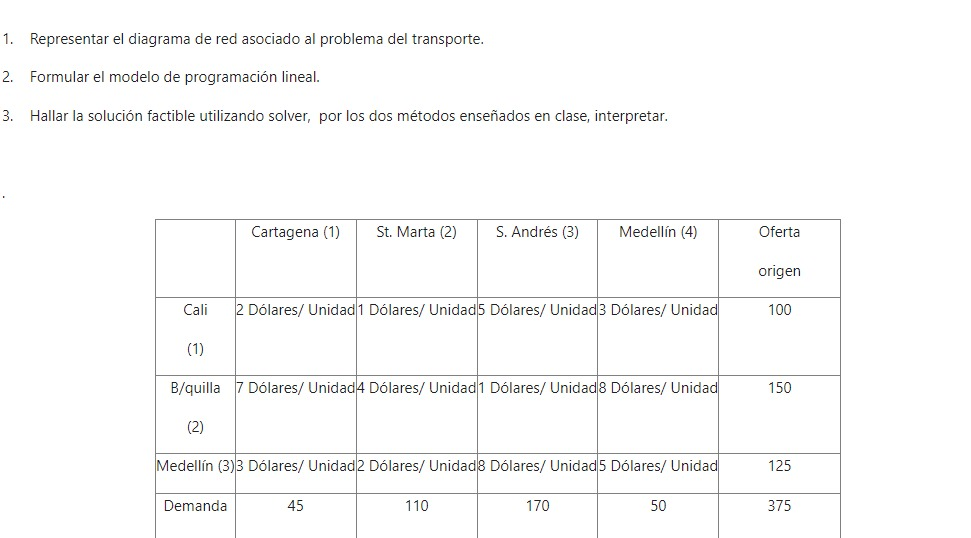 1. Representar el diagrama de red asociado al problema del transporte.
2. Formular el modelo de programación lineal.
3. Hallar la solución factible utilizando solver, por los dos métodos enseñados en clase, interpretar.
.
Cartagena (1) St. Marta (2) S. Andrés (3) Medellín (4) Oferta
origen
Cali 2 Dólares/ Unidad 1 Dólares/ Unidad 5 Dólares/ Unidad 3 Dólares/ Unidad 100
(1)
B/quilla 7 Dólares/ Unidad 4 Dólares/ Unidad 1 Dólares/ Unidad 8 Dólares/ Unidad 150
(2)
Medellín (3) 3 Dólares/ Unidad 2 Dólares/ Unidad 8 Dólares/ Unidad 5 Dólares/ Unidad 125
Demanda 45 110 170 50 375